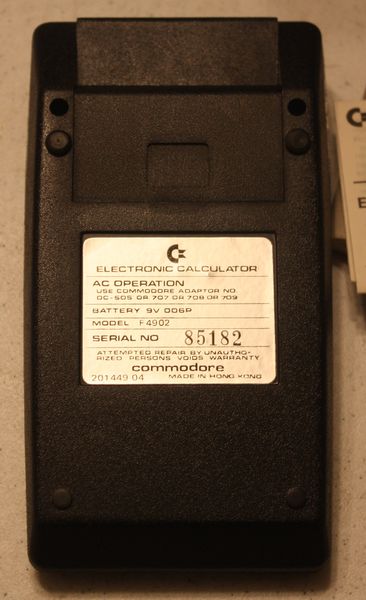 ELECTRONIC CALCULATOR
AC OPERATION
USE COMMODORE ADAPTOR NO.
DC-505 OR 707 OR 708 OR 709
BATTERY 9V 006P
MODEL F4902
SERIAL NO 85182
ATTEMPTED REPAIR BY UNAUTHO-
RIZED PERSONS VOIDS WARRANTY
commodore
201449 04 MADE IN HONG KONG
E